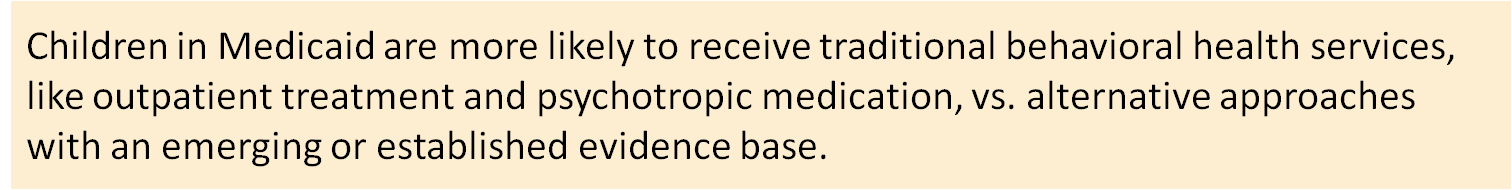 Children in Medicaid are more likely to receive traditional behavioral health services,
like outpatient treatment and psychotropic medication, vs. alternative approaches
with an emerging or established evidence base.